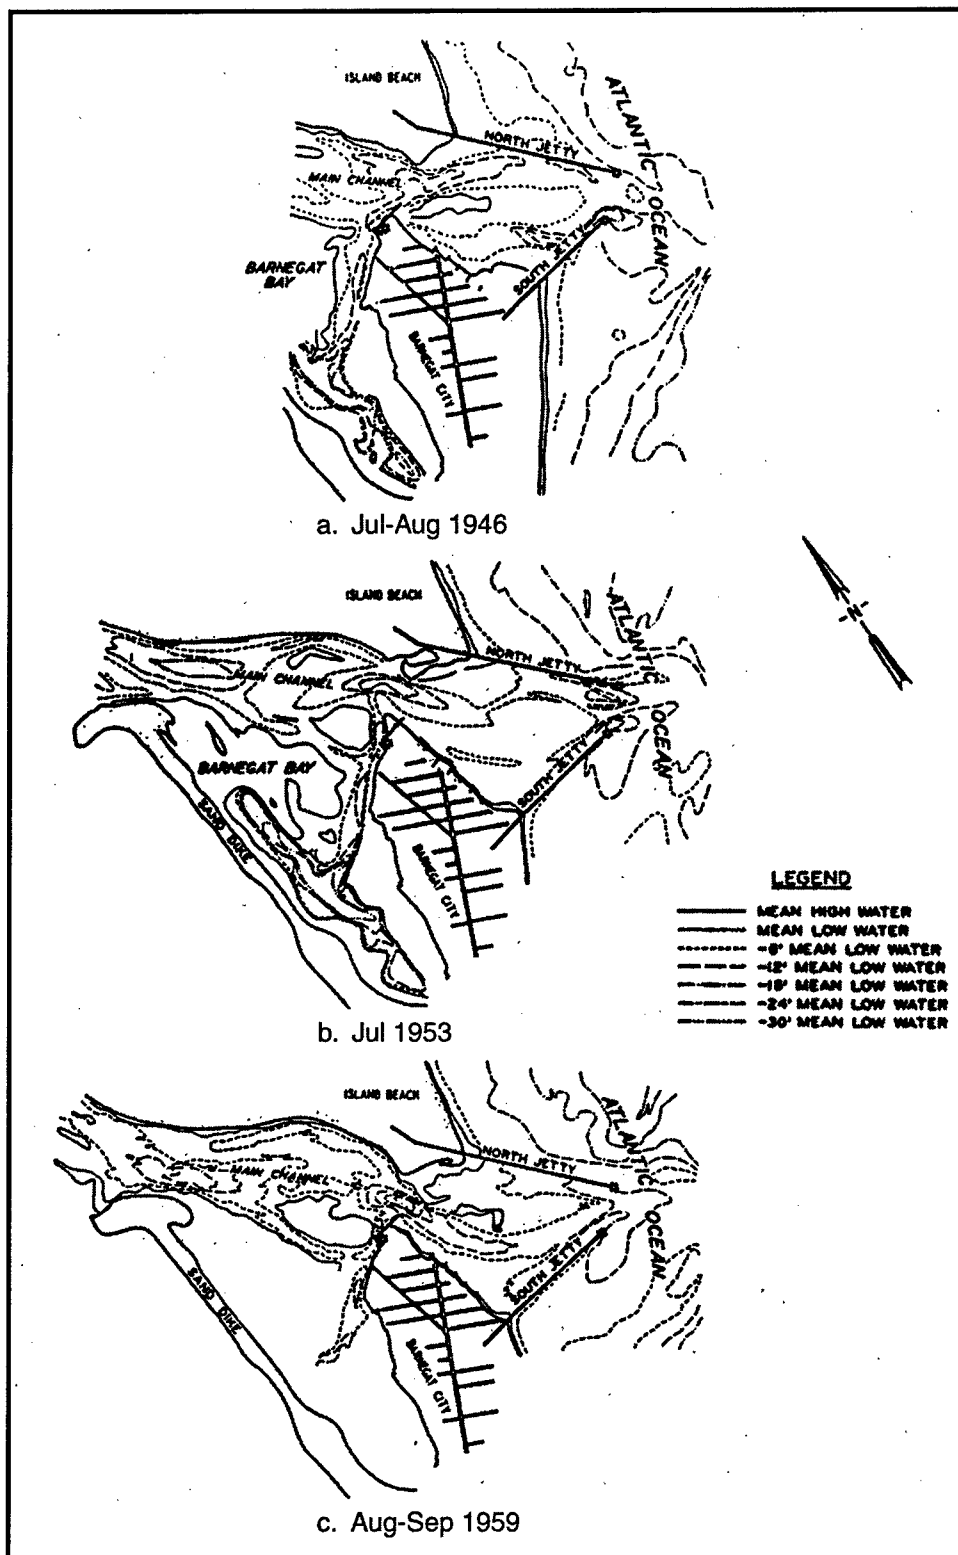 ISLAND BEACH
ATLANTIC OCEAN
NORTH JETTY
MAIN CHANNEL
BARNEGAT
BAY
SOUTH JETTY
BARNEGAT CITY
a. Jul-Aug 1946
ISLAND BEACH
ATLANTIC OCEAN
NORTH JETTY
MAIN CHANNEL
BARNEGAT BAY
SOUTH JETTY
SAND DIKE
BARNEGAT CITY
N
LEGEND
MEAN HIGH WATER
MEAN LOW WATER
-6' MEAN LOW WATER
-12' MEAN LOW WATER
-18' MEAN LOW WATER
-24' MEAN LOW WATER
-30' MEAN LOW WATER
b. Jul 1953
ISLAND BEACH
ATLANTIC OCEAN
NORTH JETTY
MAIN CHANNEL
SOUTH JETTY
SAND DIKE
BARNEGAT CITY
c. Aug-Sep 1959